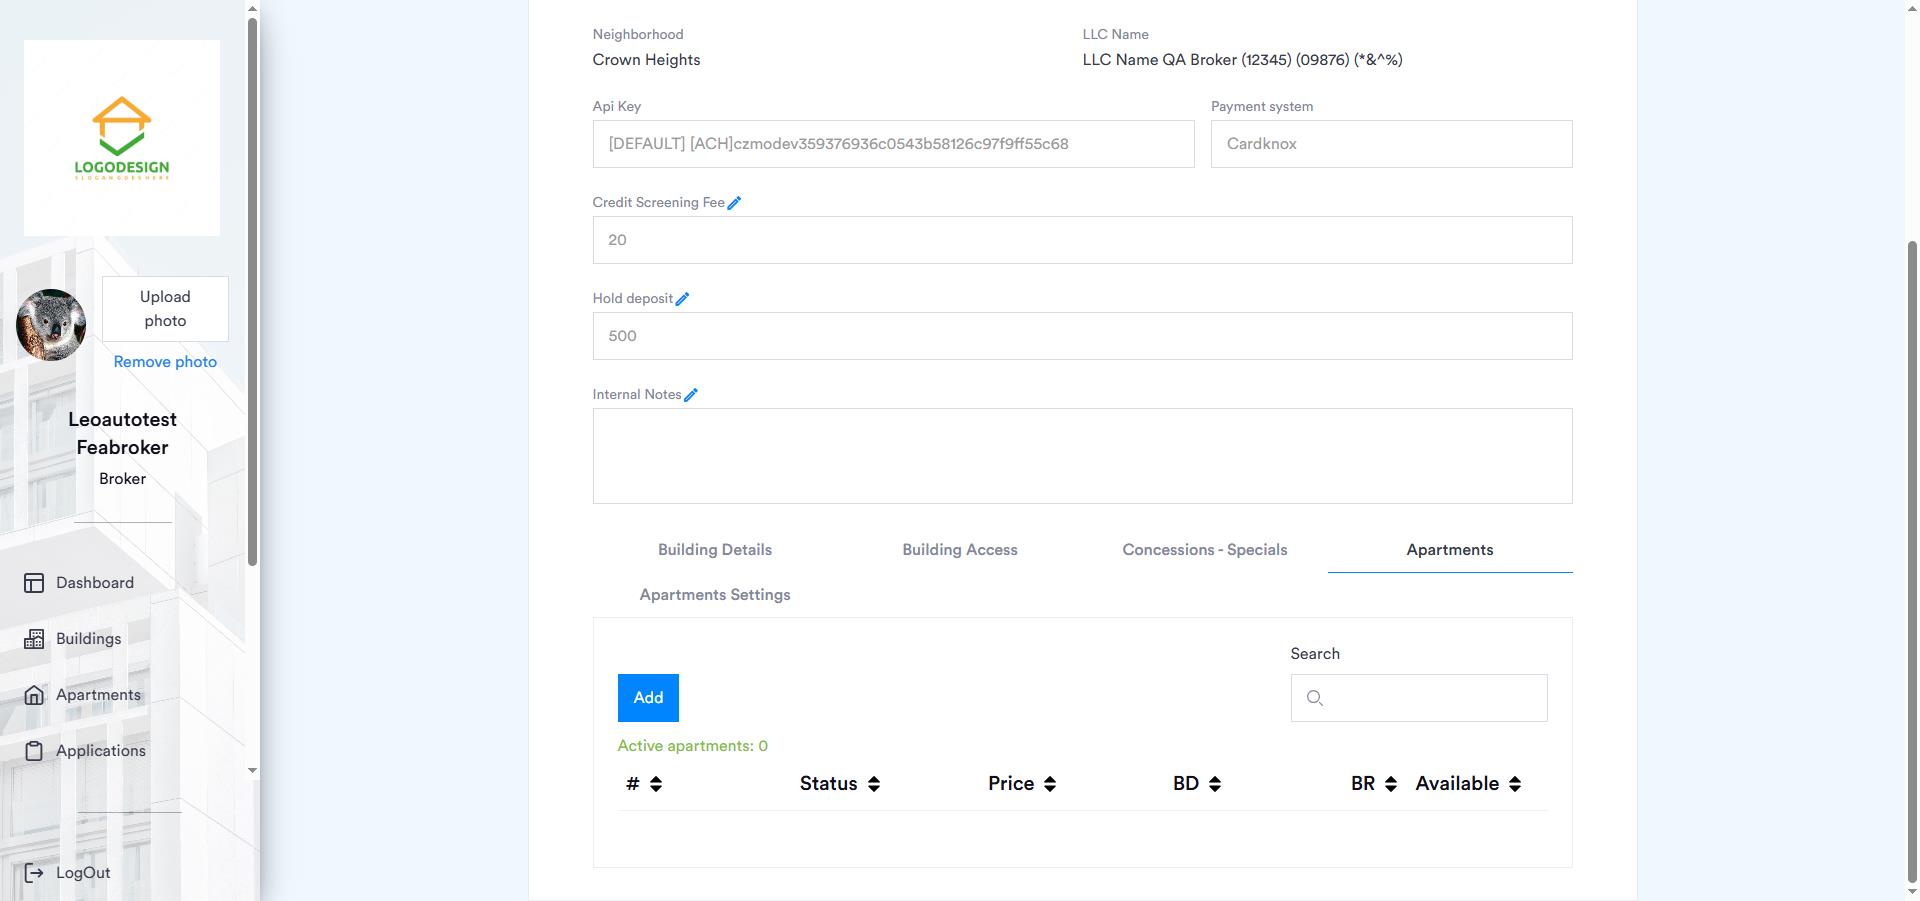 LOGODESIGN
SLOGAN GOES HERE
Upload
photo
Remove photo
Leoautotest
Feabroker
Broker
Dashboard
Buildings
Apartments
Applications
LogOut
Neighborhood
Crown Heights
LLC Name
LLC Name QA Broker (12345) (09876) (*&^%)
Api Key
[DEFAULT] [ACH]czmodev359376936c0543b58126c97f9ff55c68
Payment system
Cardknox
Credit Screening Fee
20
Hold deposit
500
Internal Notes
Building Details
Building Access
Concessions - Specials
Apartments
Apartments Settings
Search
Add
Active apartments: 0
# Status Price BD BR Available